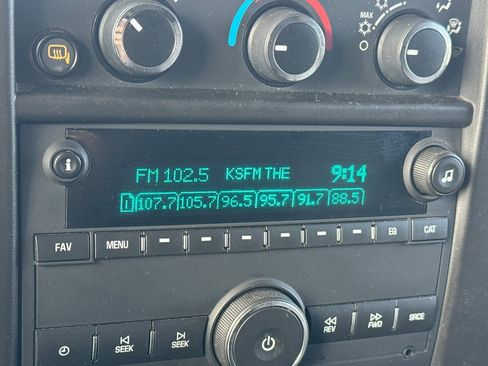 MAX
FM 102.5 KSFM THE 9:14
1 107.7 105.7 96.5 95.7 91.7 88.5
FAV MENU EQ CAT
SEEK SEEK REV FWD SRCE